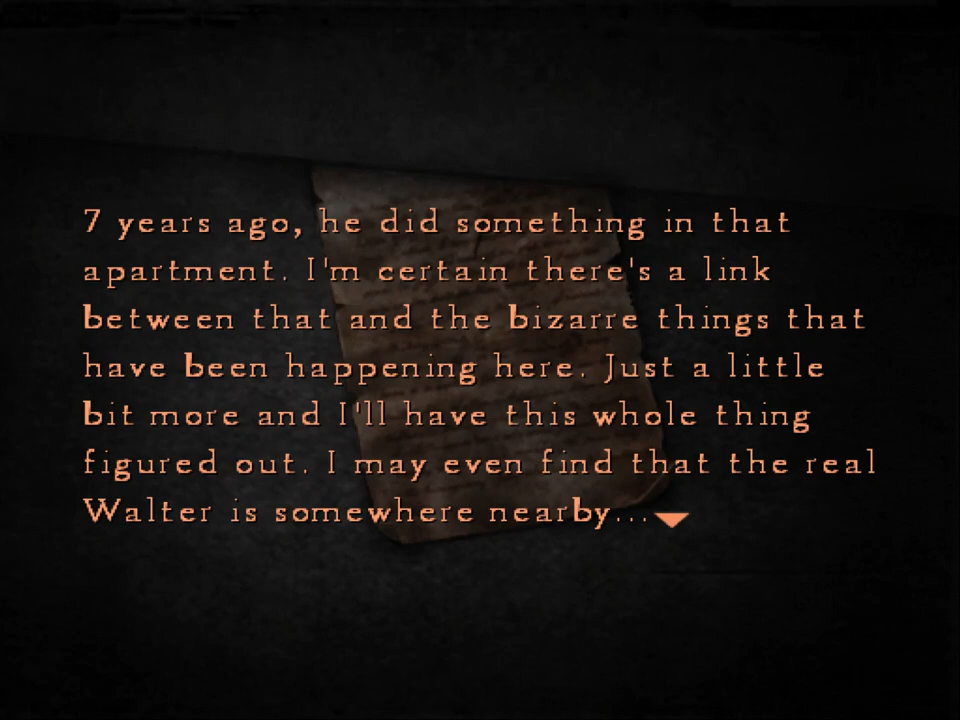 7 years ago, he did something in that
apartment. I'm certain there's a link
between that and the bizarre things that
have been happening here. Just a little
bit more and I'll have this whole thing
figured out. I may even find that the real
Walter is somewhere nearby...